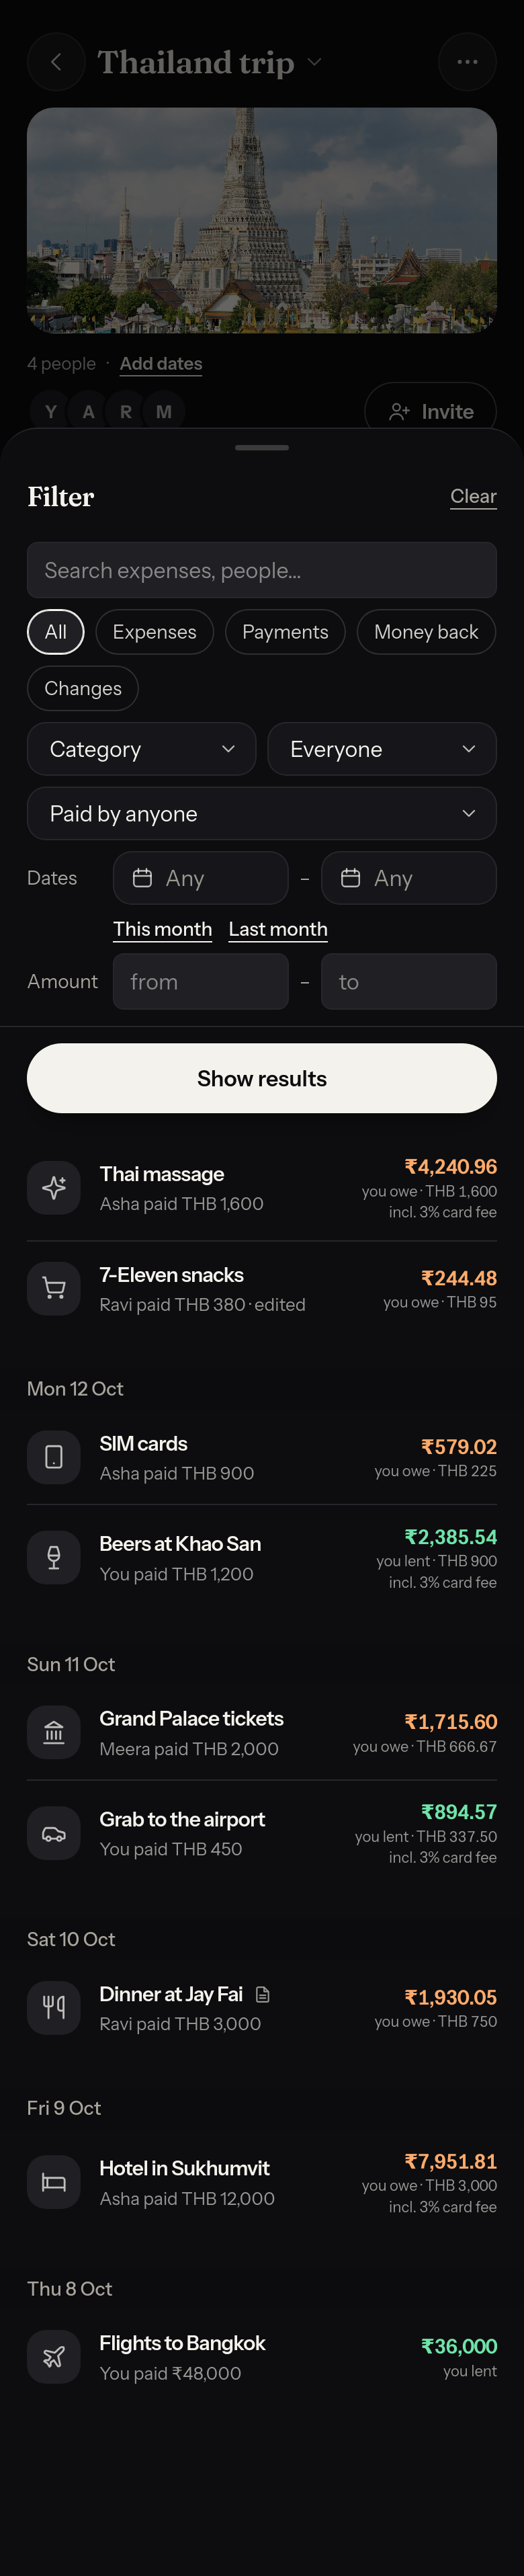 Thailand trip
4 people · Add dates
Y A R M
Invite
Filter
Clear
Search expenses, people...
All Expenses Payments Money back
Changes
Category Everyone
Paid by anyone
Dates Any – Any
This month Last month
Amount from – to
Show results
Thai massage
Asha paid THB 1,600
₹4,240.96
you owe · THB 1,600
incl. 3% card fee
7-Eleven snacks
Ravi paid THB 380 · edited
₹244.48
you owe · THB 95
Mon 12 Oct
SIM cards
Asha paid THB 900
₹579.02
you owe · THB 225
Beers at Khao San
You paid THB 1,200
₹2,385.54
you lent · THB 900
incl. 3% card fee
Sun 11 Oct
Grand Palace tickets
Meera paid THB 2,000
₹1,715.60
you owe · THB 666.67
Grab to the airport
You paid THB 450
₹894.57
you lent · THB 337.50
incl. 3% card fee
Sat 10 Oct
Dinner at Jay Fai
Ravi paid THB 3,000
₹1,930.05
you owe · THB 750
Fri 9 Oct
Hotel in Sukhumvit
Asha paid THB 12,000
₹7,951.81
you owe · THB 3,000
incl. 3% card fee
Thu 8 Oct
Flights to Bangkok
You paid ₹48,000
₹36,000
you lent